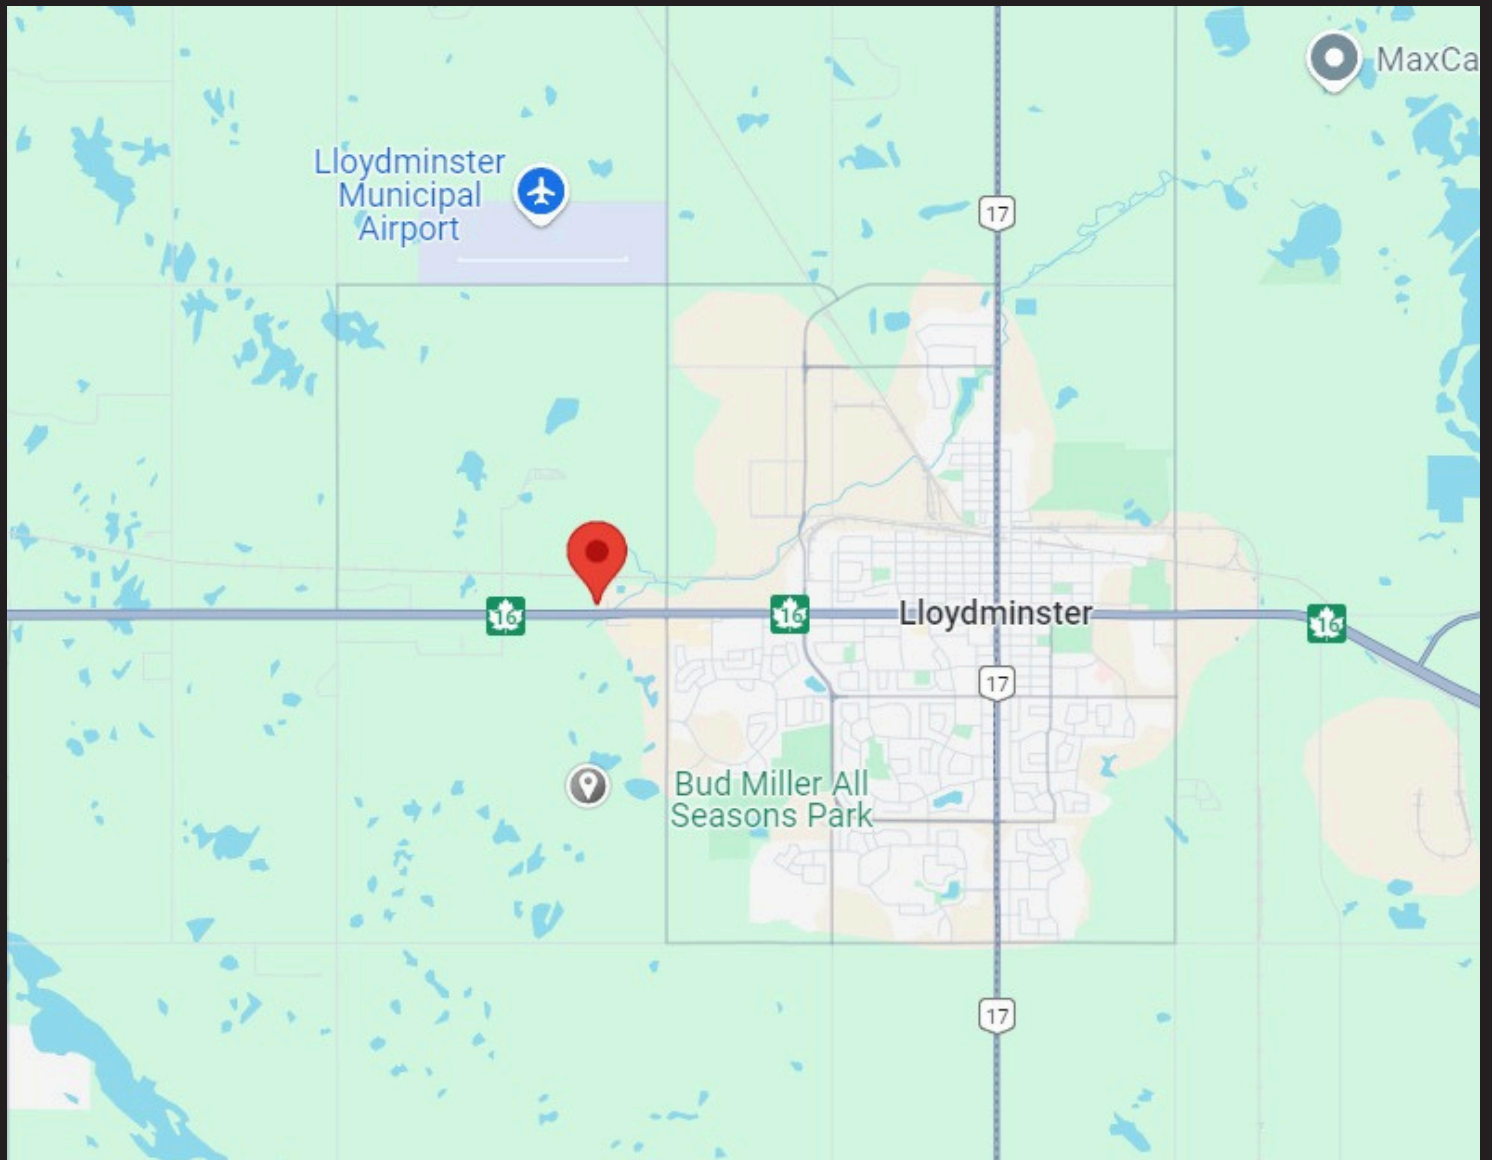 MaxCa
Lloydminster
Municipal
Airport
17
16
16
Lloydminster
16
17
Bud Miller All
Seasons Park
17